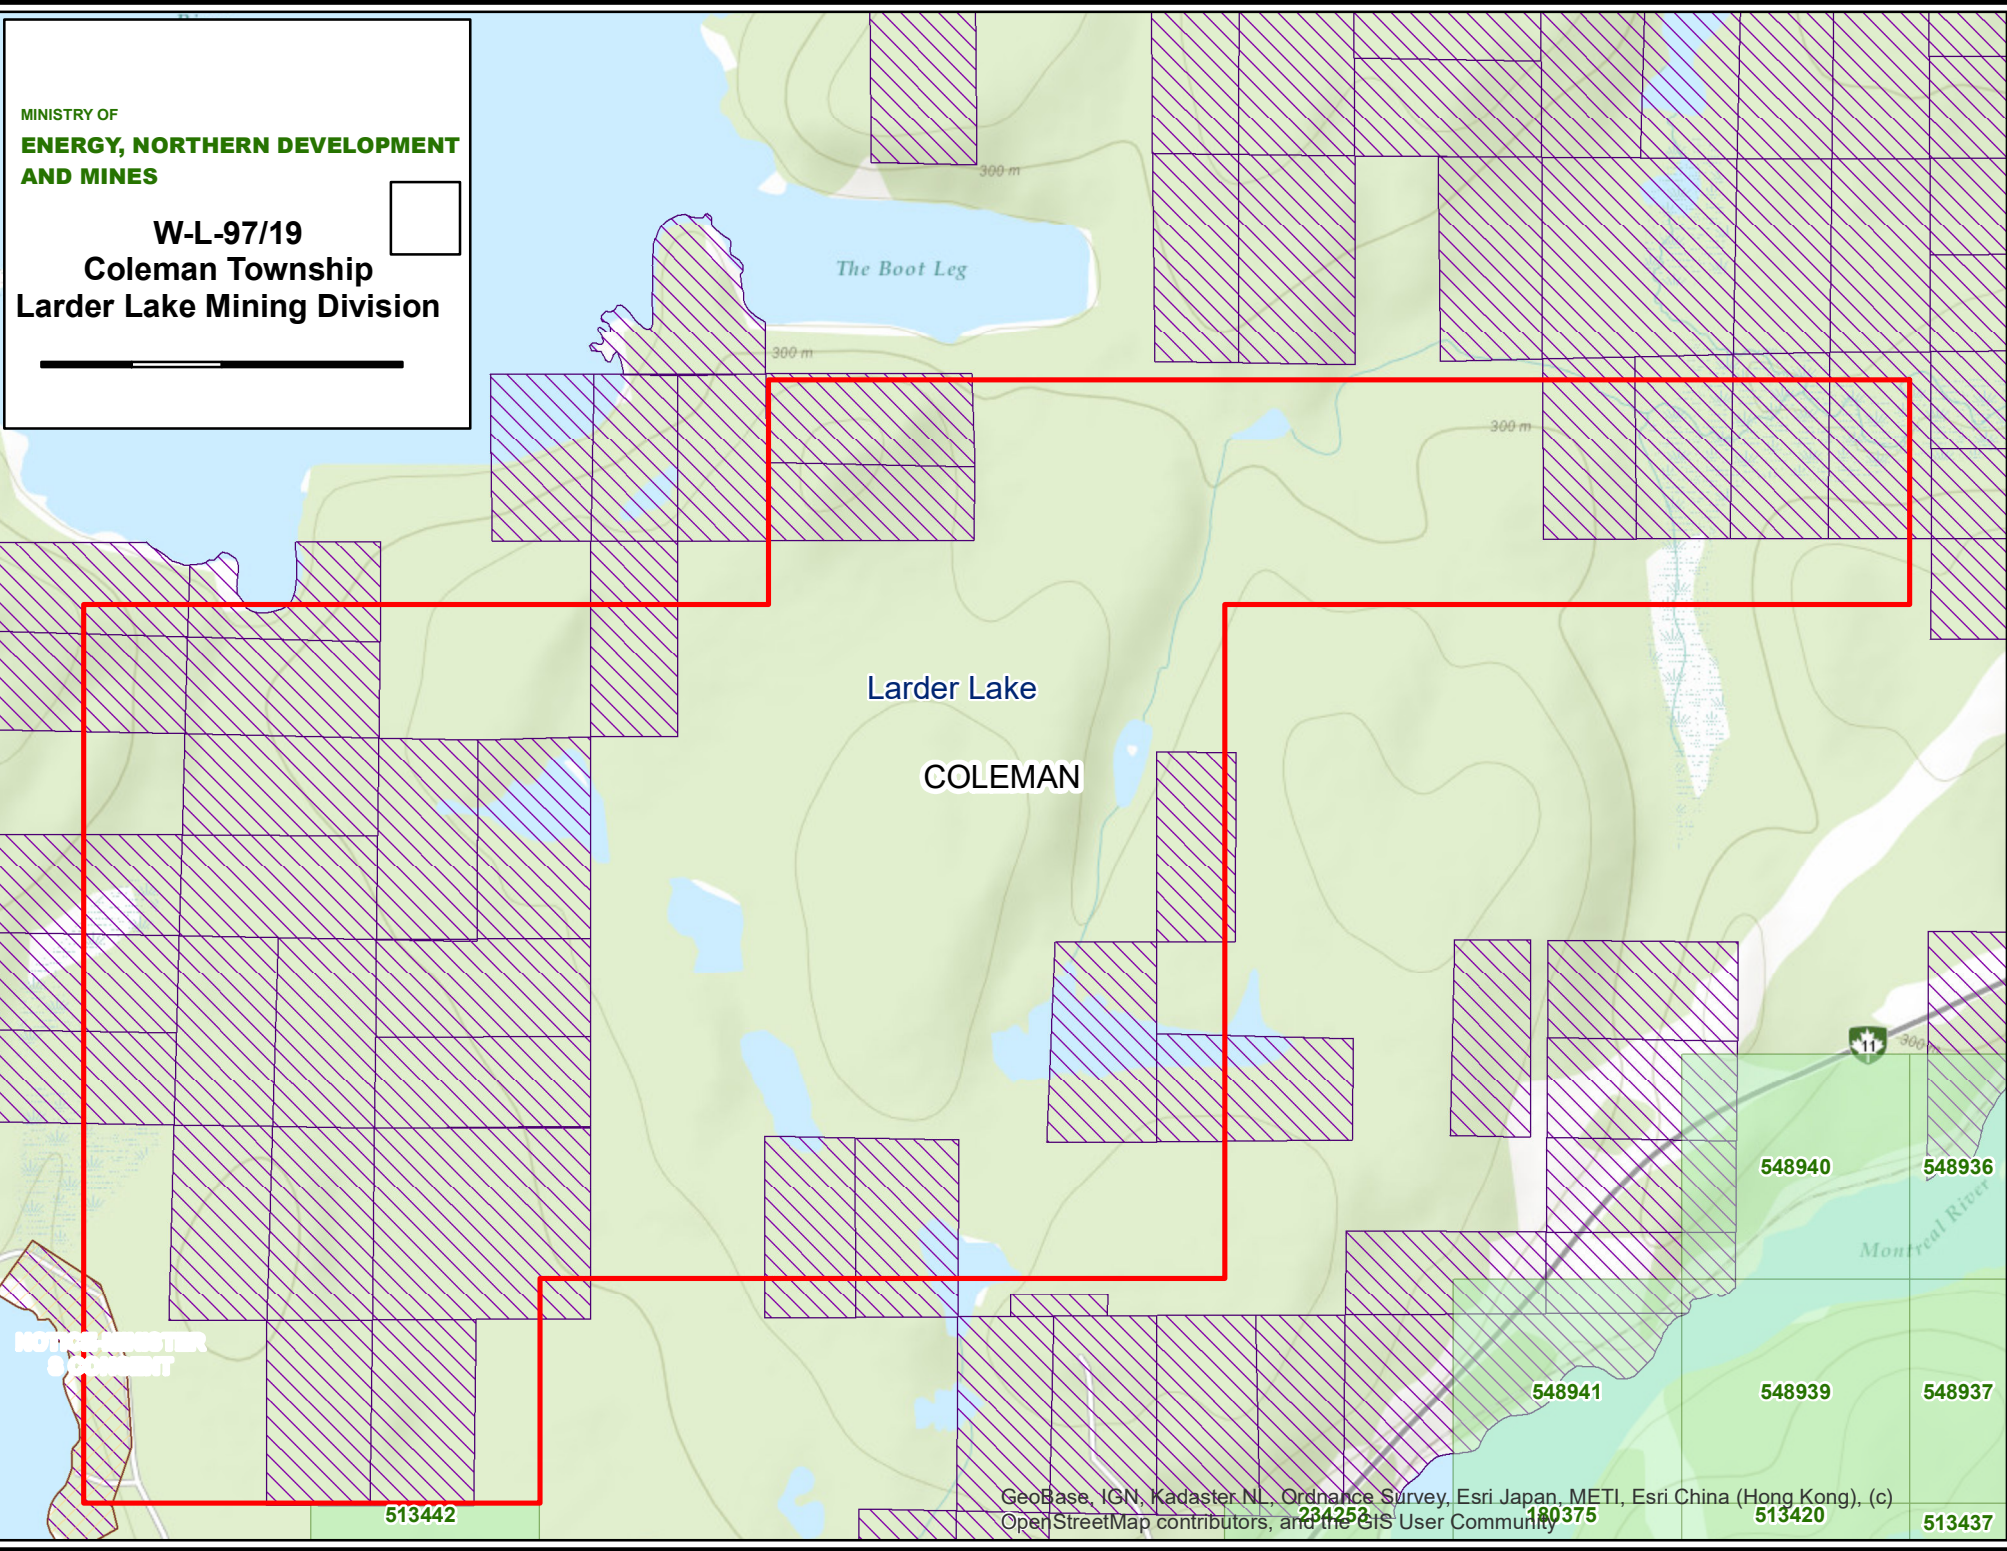 MINISTRY OF
ENERGY, NORTHERN DEVELOPMENT
AND MINES
W-L-97/19
Coleman Township
Larder Lake Mining Division
300 m
The Boot Leg
300 m
300 m
Larder Lake
COLEMAN
11
300 m
548940
548936
Montreal River
548941
548939
548937
GeoBase, IGN, Kadaster NL, Ordnance Survey, Esri Japan, METI, Esri China (Hong Kong), (c)
OpenStreetMap contributors, and the GIS User Community
513442
234253
180375
513420
513437